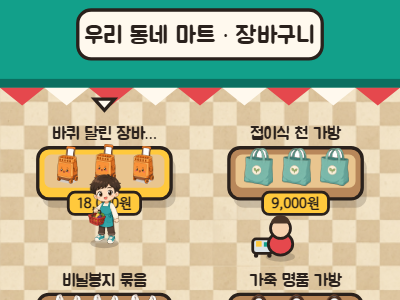 우리 동네 마트 · 장바구니
바퀴 달린 장바...
접이식 천 가방
9,000원
비닐봉지 묶음
가죽 명품 가방